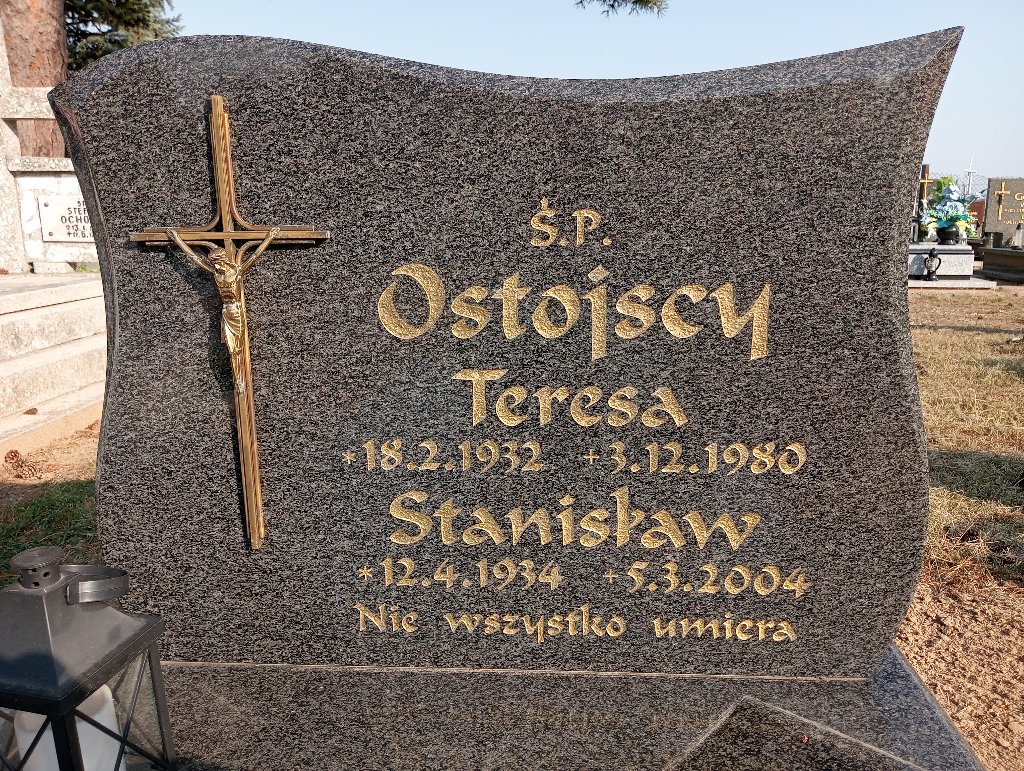 Ś.P.
Ostojscy
Teresa
*18.2.1932 +3.12.1980
Stanisław
*12.4.1934 +5.3.2004
Nie wszystko umiera